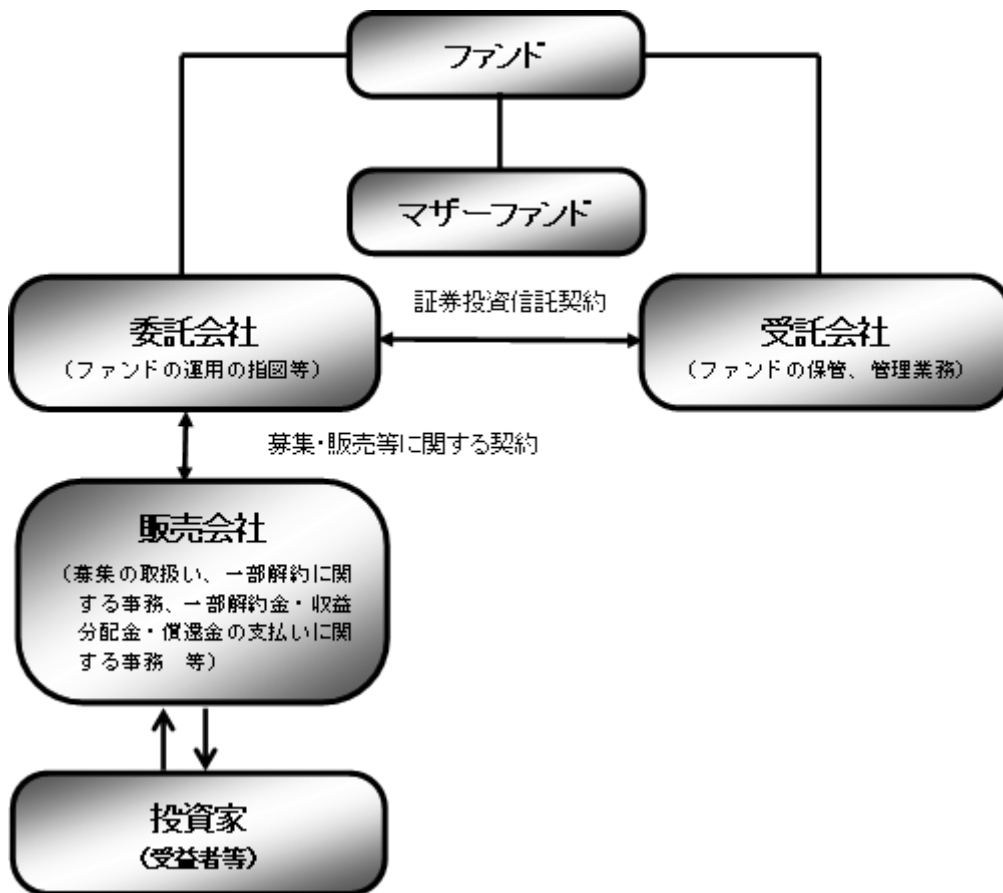 ファンド
マザーファンド
証券投資信託契約
委託会社
（ファンドの運用の指図等）
受託会社
（ファンドの保管、管理業務）
募集・販売等に関する契約
販売会社
（募集の取扱い、一部解約に関
する事務、一部解約金・収益
分配金・償還金の支払いに関
する事務　等）
投資家
（受益者等）